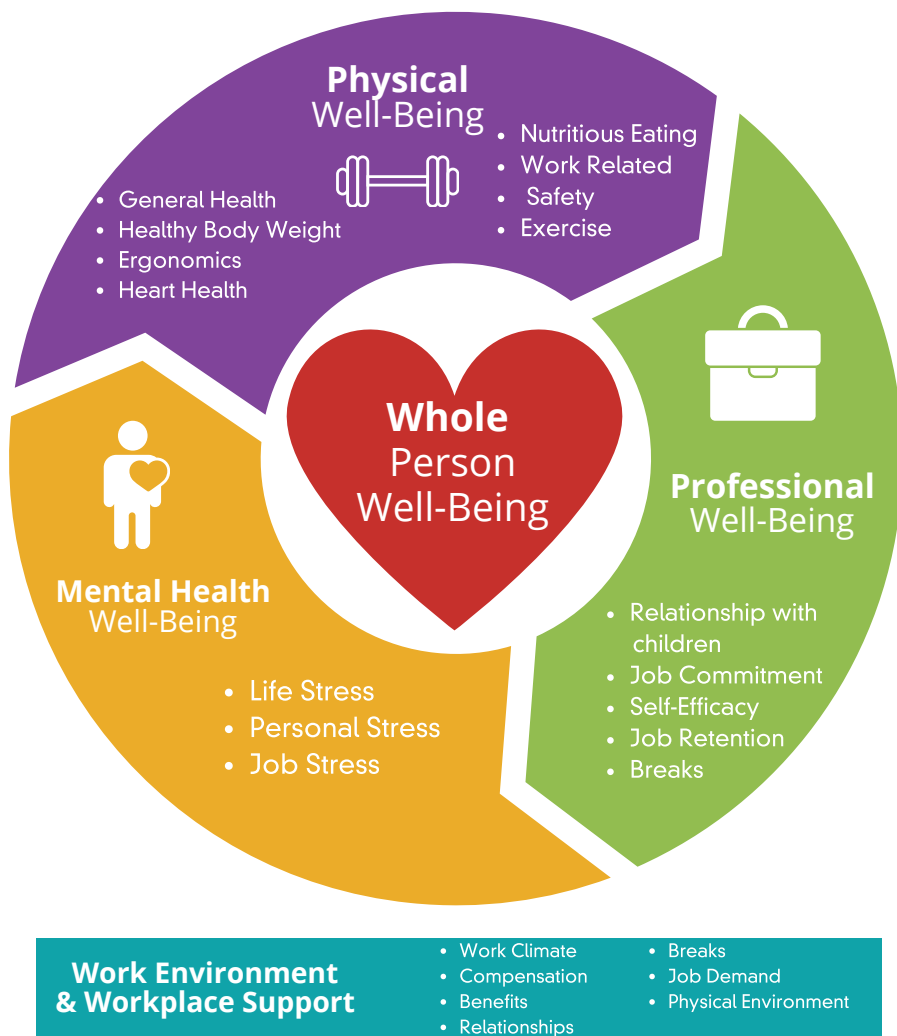 Physical
Well-Being
• Nutritious Eating
• Work Related
• Safety
• Exercise
• General Health
• Healthy Body Weight
• Ergonomics
• Heart Health
Whole
Person
Well-Being
Professional
Well-Being
• Relationship with
children
• Job Commitment
• Self-Efficacy
• Job Retention
• Breaks
Mental Health
Well-Being
• Life Stress
• Personal Stress
• Job Stress
Work Environment
& Workplace Support
• Work Climate
• Compensation
• Benefits
• Relationships
• Breaks
• Job Demand
• Physical Environment